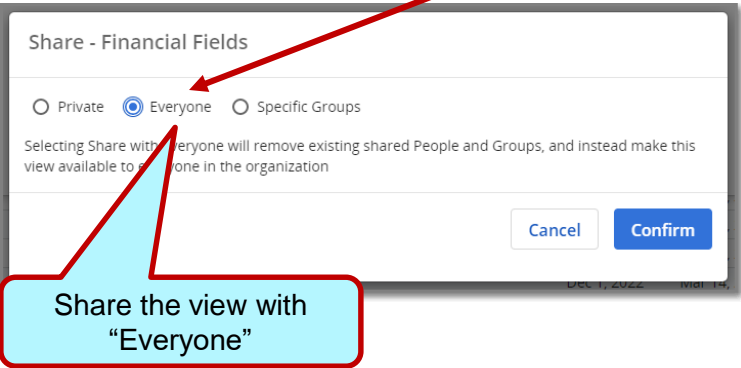 Share - Financial Fields
Private Everyone Specific Groups
Selecting Share with everyone will remove existing shared People and Groups, and instead make this
view available to everyone in the organization
Cancel Confirm
Dec 1, 2022 Mar 14,
Share the view with
“Everyone”